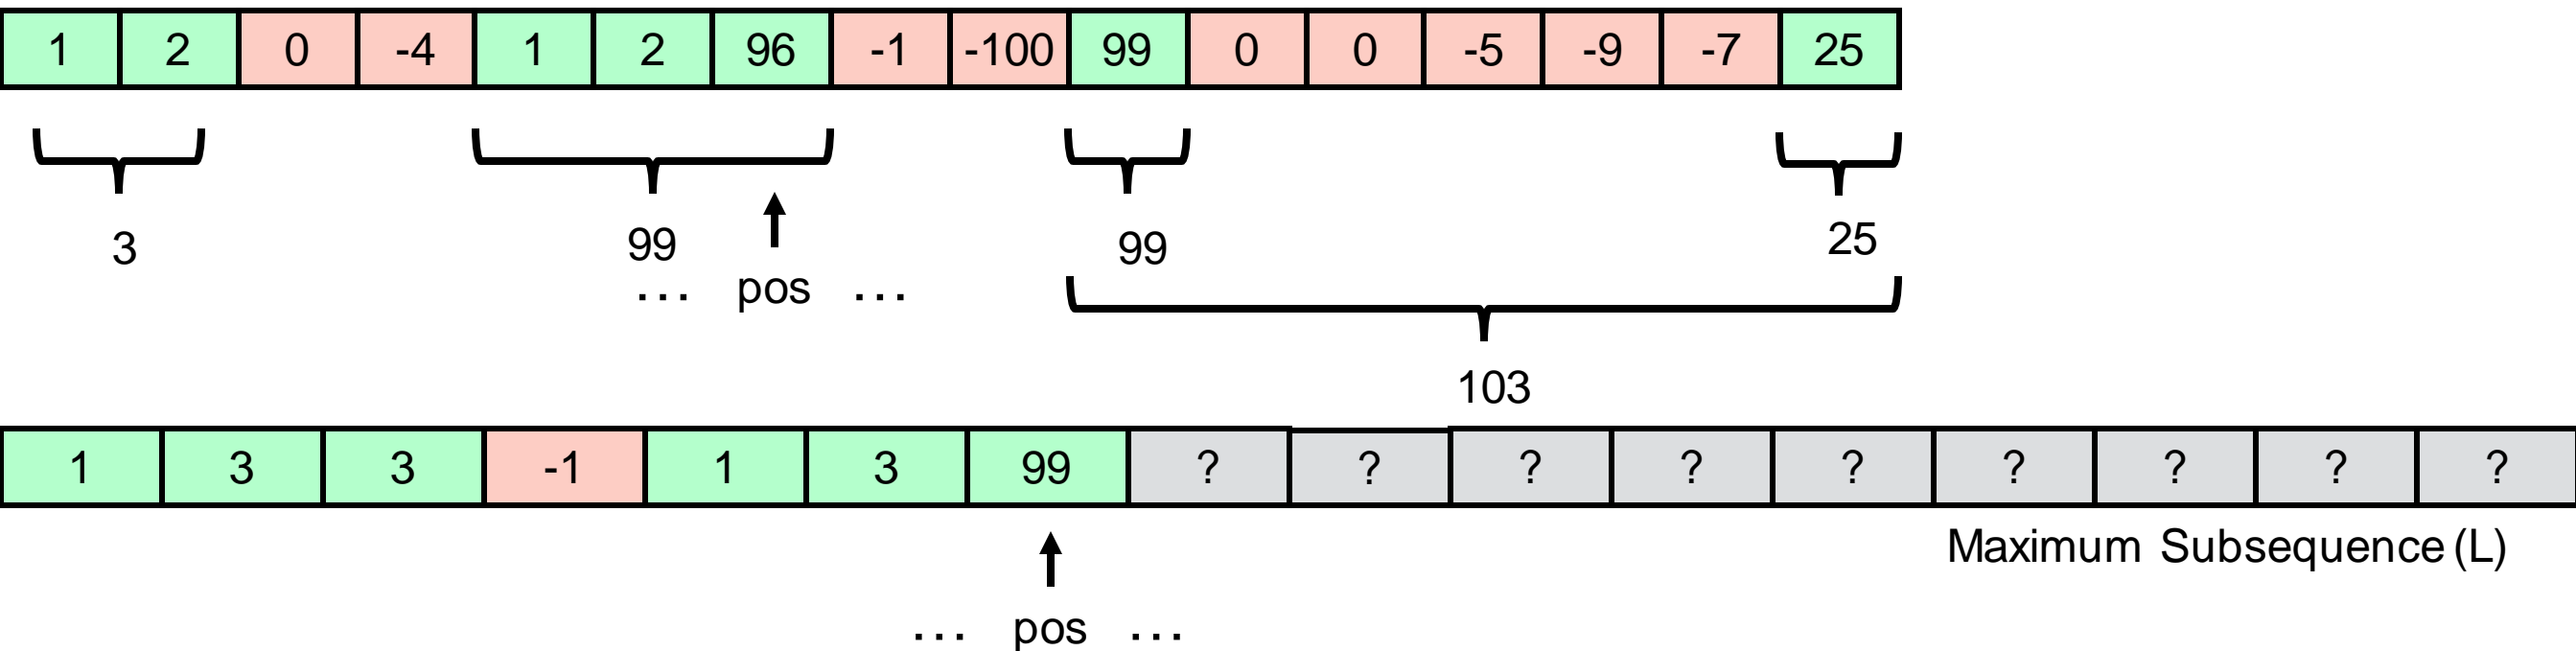 1 2 0 -4 1 2 96 -1 -100 99 0 0 -5 -9 -7 25
3 99 99 25
... pos ...
103
1 3 3 -1 1 3 99 ? ? ? ? ? ? ? ? ?
Maximum Subsequence (L)
... pos ...